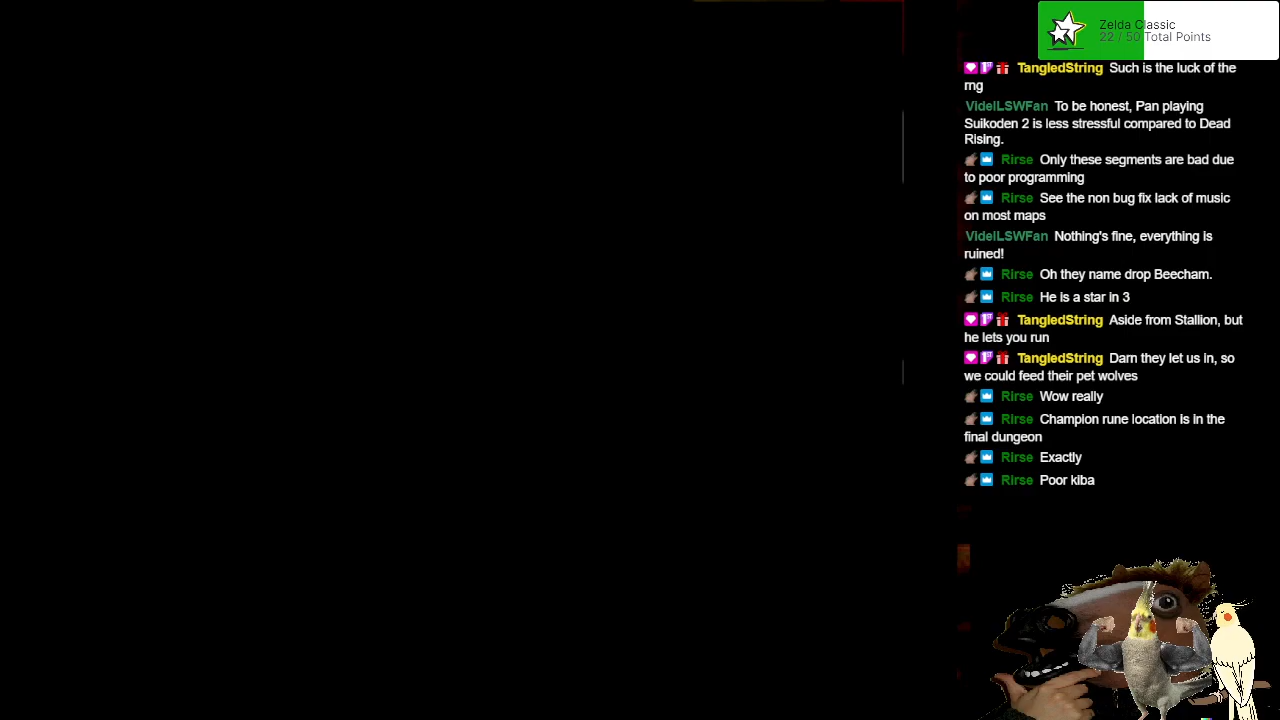 Zelda Classic
22 / 50 Total Points
TangledString Such is the luck of the
rng
VidelLSWFan To be honest, Pan playing
Suikoden 2 is less stressful compared to Dead
Rising.
Rirse Only these segments are bad due
to poor programming
Rirse See the non bug fix lack of music
on most maps
VidelLSWFan Nothing's fine, everything is
ruined!
Rirse Oh they name drop Beecham.
Rirse He is a star in 3
TangledString Aside from Stallion, but
he lets you run
TangledString Darn they let us in, so
we could feed their pet wolves
Rirse Wow really
Rirse Champion rune location is in the
final dungeon
Rirse Exactly
Rirse Poor kiba